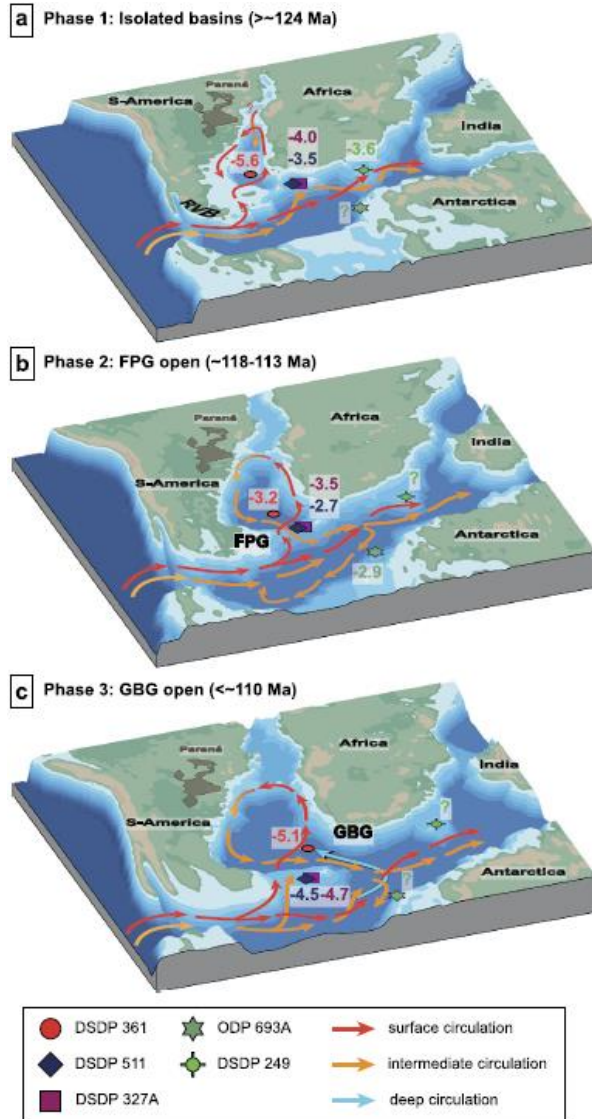 a Phase 1: Isolated basins (>~124 Ma)
Paraná
S-America
Africa
India
Antarctica
RVB
-5.6
-4.0
-3.5
-3.6
?
b Phase 2: FPG open (~118-113 Ma)
Paraná
S-America
Africa
India
Antarctica
FPG
-3.2
-3.5
-2.7
?
-2.9
c Phase 3: GBG open (<~110 Ma)
Paraná
S-America
Africa
India
Antarctica
GBG
-5.1
-4.5 -4.7
?
?
DSDP 361
ODP 693A
surface circulation
DSDP 511
DSDP 249
intermediate circulation
DSDP 327A
deep circulation